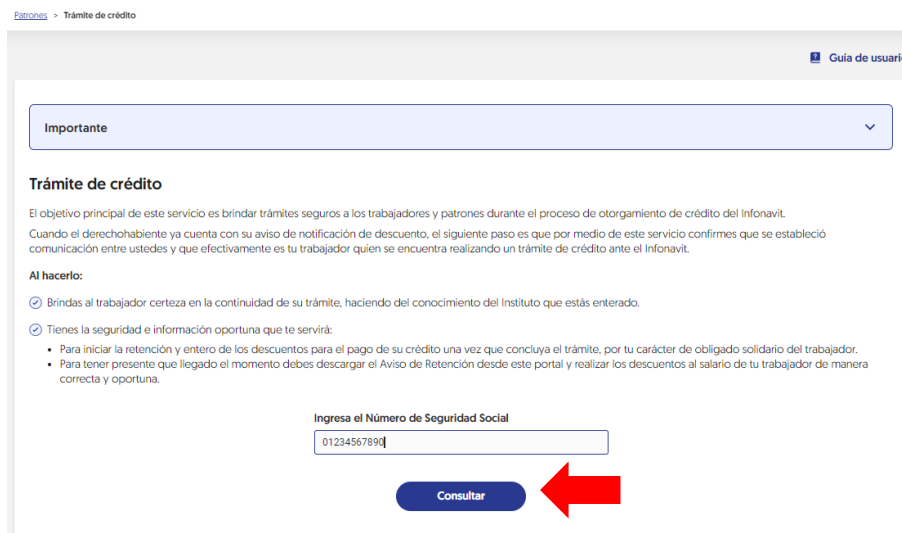 Patrones > Trámite de crédito
Guía de usuari
Importante
Trámite de crédito
El objetivo principal de este servicio es brindar trámites seguros a los trabajadores y patrones durante el proceso de otorgamiento de crédito del Infonavit.
Cuando el derechohabiente ya cuenta con su aviso de notificación de descuento, el siguiente paso es que por medio de este servicio confirmes que se estableció
comunicación entre ustedes y que efectivamente es tu trabajador quien se encuentra realizando un trámite de crédito ante el Infonavit.
Al hacerlo:
Brindas al trabajador certeza en la continuidad de su trámite, haciendo del conocimiento del Instituto que estás enterado.
Tienes la seguridad e información oportuna que te servirá:
• Para iniciar la retención y entero de los descuentos para el pago de su crédito una vez que concluya el trámite, por tu carácter de obligado solidario del trabajador.
• Para tener presente que llegado el momento debes descargar el Aviso de Retención desde este portal y realizar los descuentos al salario de tu trabajador de manera
correcta y oportuna.
Ingresa el Número de Seguridad Social
01234567890
Consultar